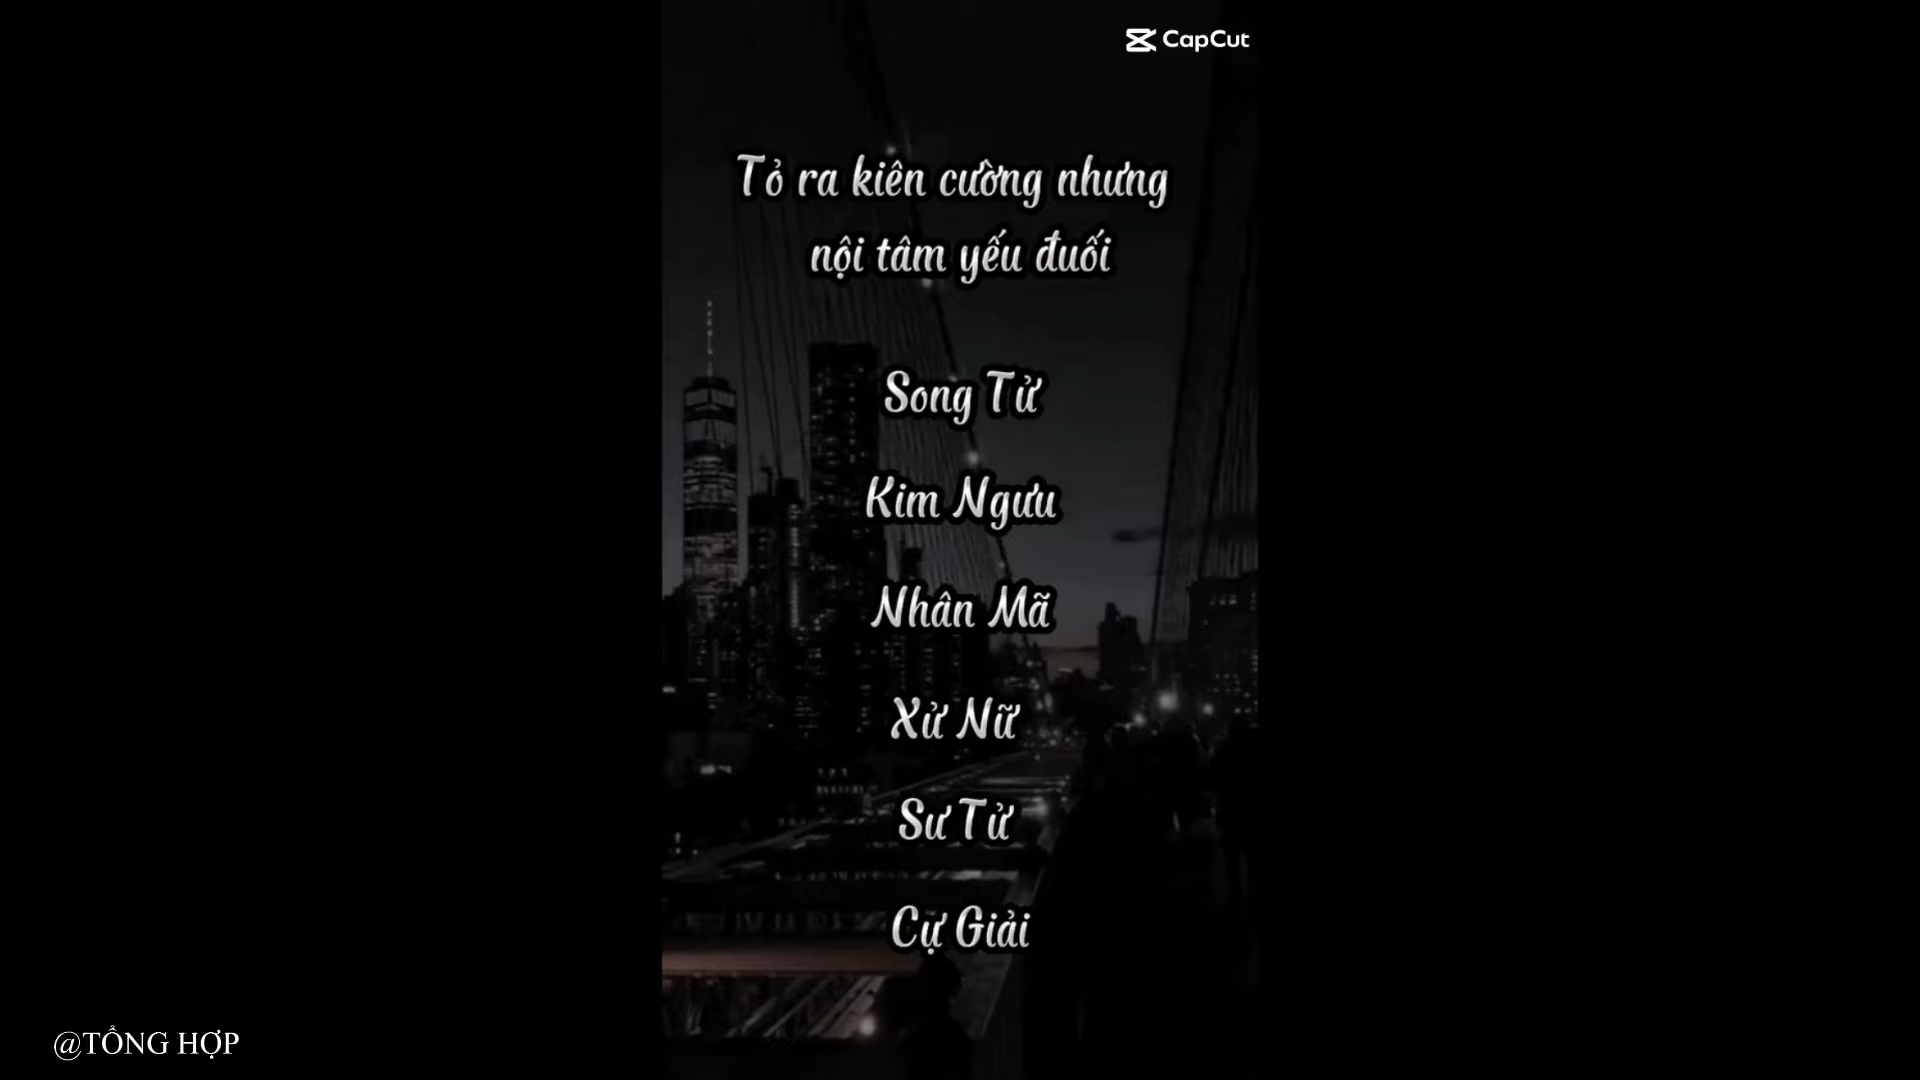 CapCut
Tỏ ra kiên cường nhưng
nội tâm yếu đuối
Song Tử
Kim Ngưu
Nhân Mã
Xử Nữ
Sư Tử
Cự Giải
@TỔNG HỢP